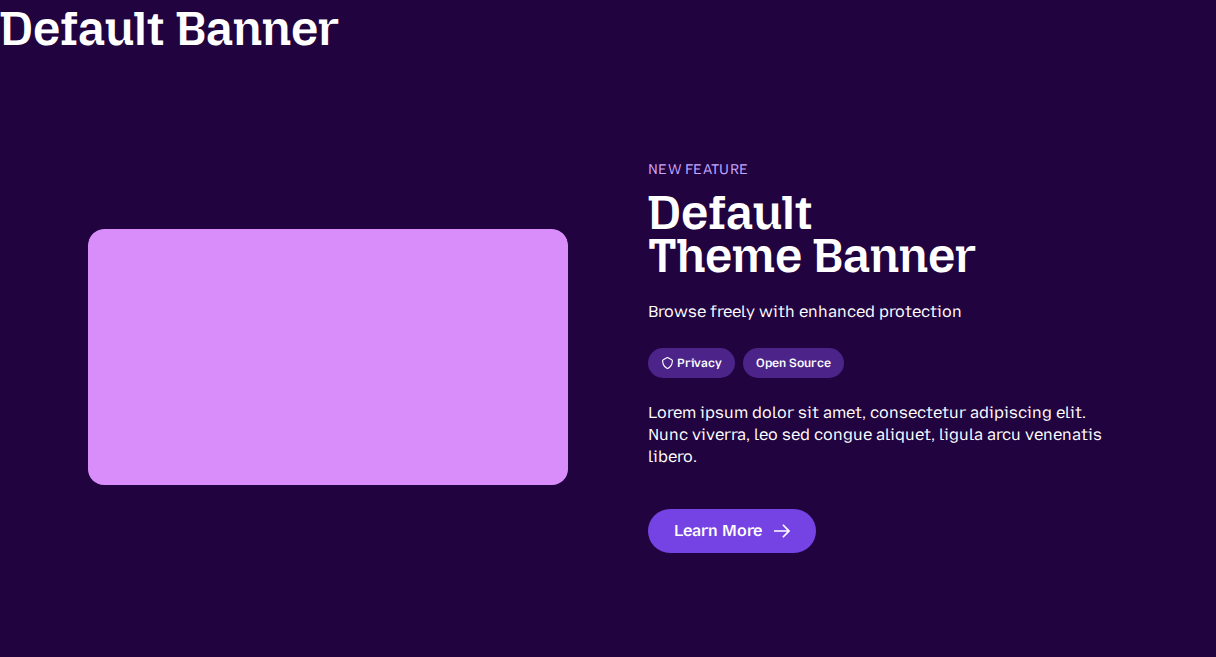 Default Banner
NEW FEATURE
Default
Theme Banner
Browse freely with enhanced protection
Privacy
Open Source
Lorem ipsum dolor sit amet, consectetur adipiscing elit.
Nunc viverra, leo sed congue aliquet, ligula arcu venenatis
libero.
Learn More